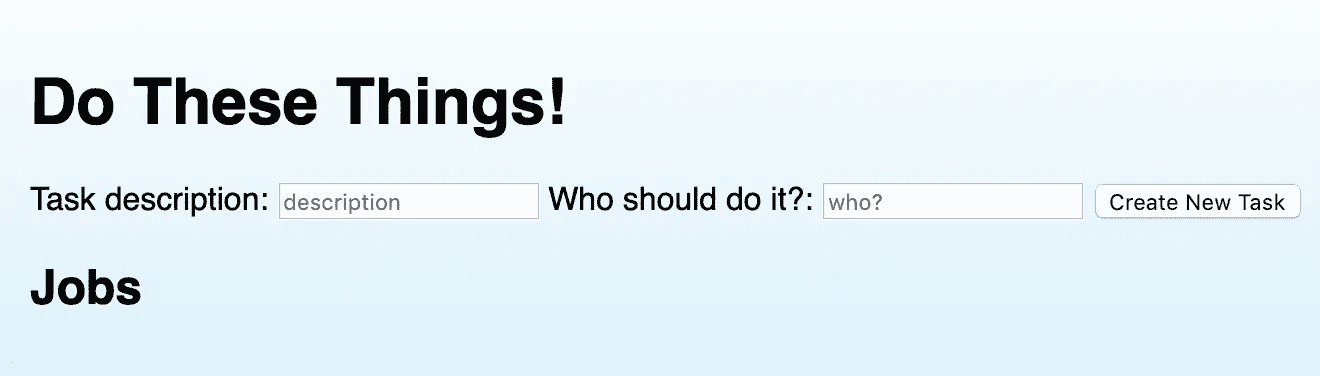 Do These Things!
Task description: description Who should do it?: who? Create New Task
Jobs